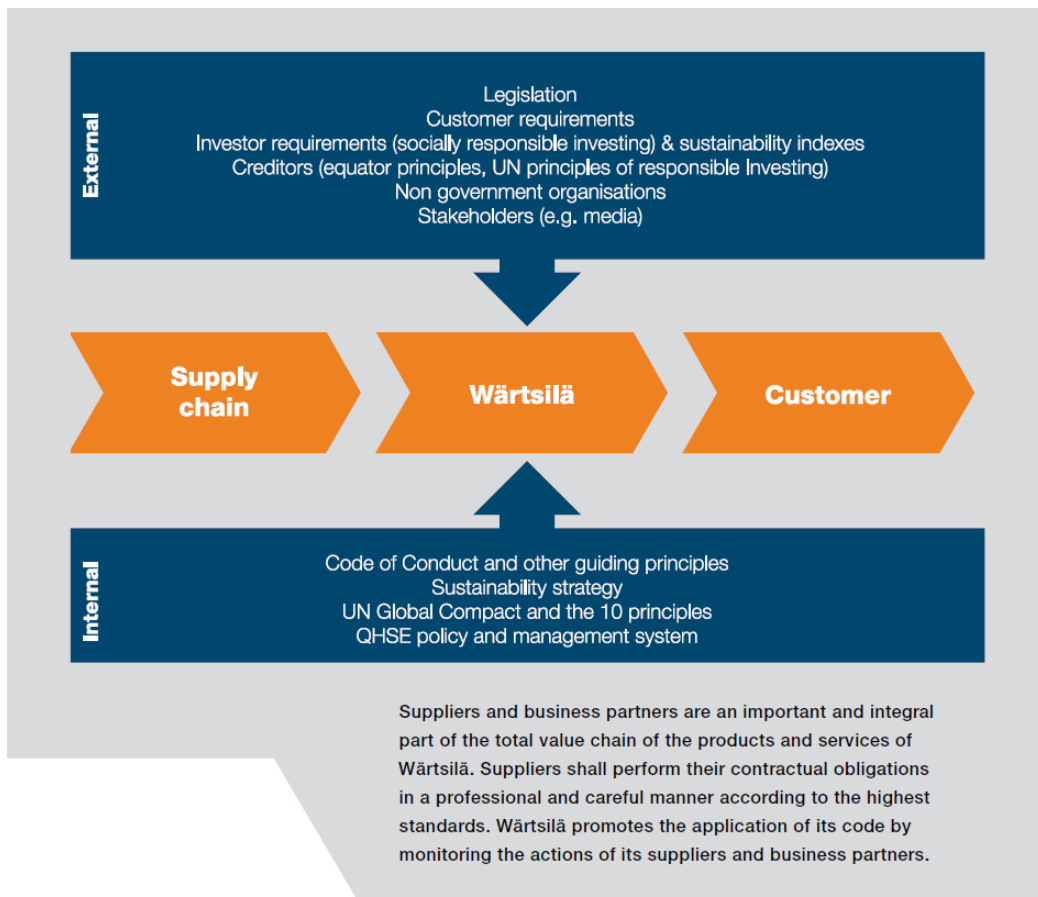 External
Legislation
Customer requirements
Investor requirements (socially responsible investing) & sustainability indexes
Creditors (equator principles, UN principles of responsible Investing)
Non government organisations
Stakeholders (e.g. media)
Supply
chain
Wärtsilä
Customer
Internal
Code of Conduct and other guiding principles
Sustainability strategy
UN Global Compact and the 10 principles
QHSE policy and management system
Suppliers and business partners are an important and integral
part of the total value chain of the products and services of
Wärtsilä. Suppliers shall perform their contractual obligations
in a professional and careful manner according to the highest
standards. Wärtsilä promotes the application of its code by
monitoring the actions of its suppliers and business partners.